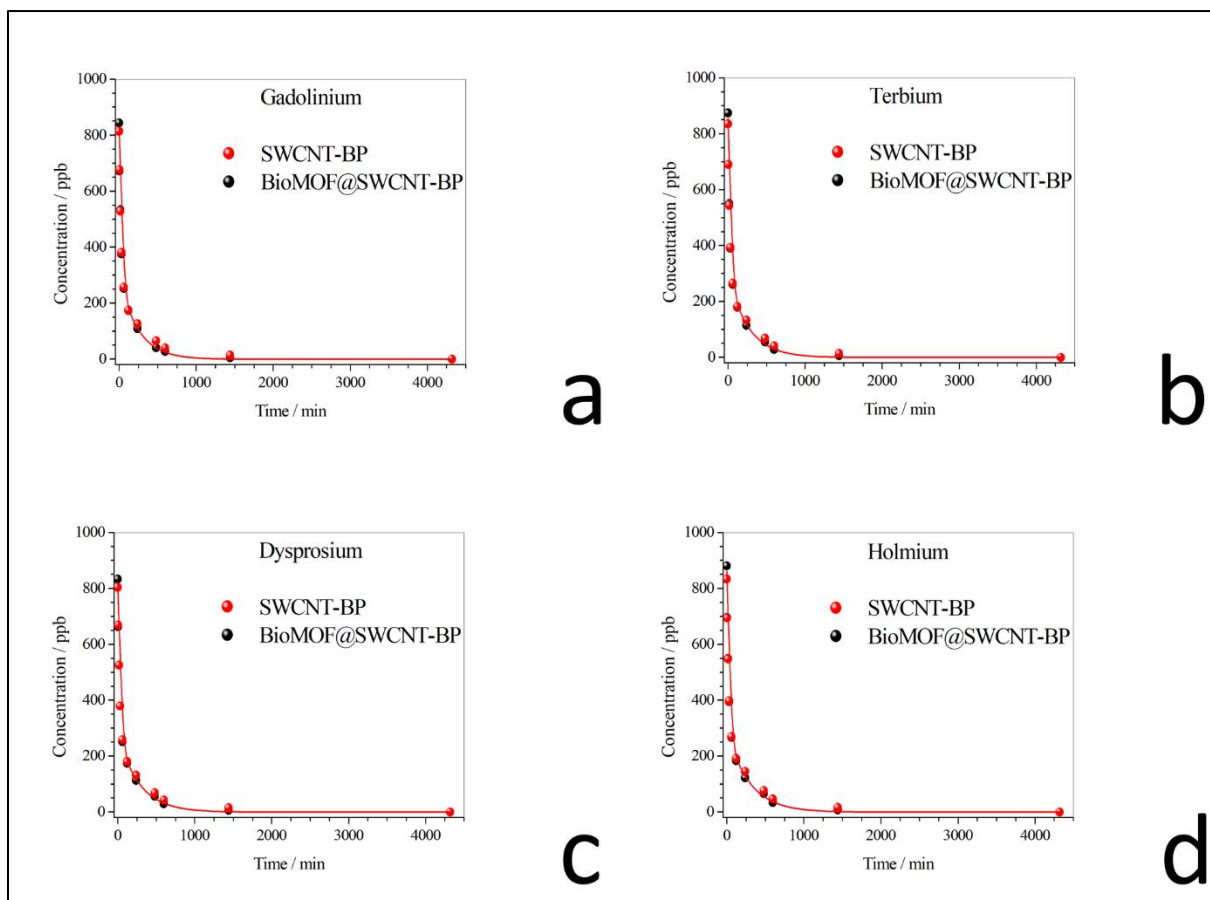 Gadolinium
SWCNT-BP
BioMOF@SWCNT-BP
Concentration / ppb
1000
800
600
400
200
0
0 1000 2000 3000 4000
Time / min
a
Terbium
SWCNT-BP
BioMOF@SWCNT-BP
Concentration / ppb
1000
800
600
400
200
0
0 1000 2000 3000 4000
Time / min
b
Dysprosium
SWCNT-BP
BioMOF@SWCNT-BP
Concentration / ppb
1000
800
600
400
200
0
0 1000 2000 3000 4000
Time / min
c
Holmium
SWCNT-BP
BioMOF@SWCNT-BP
Concentration / ppb
1000
800
600
400
200
0
0 1000 2000 3000 4000
Time / min
d